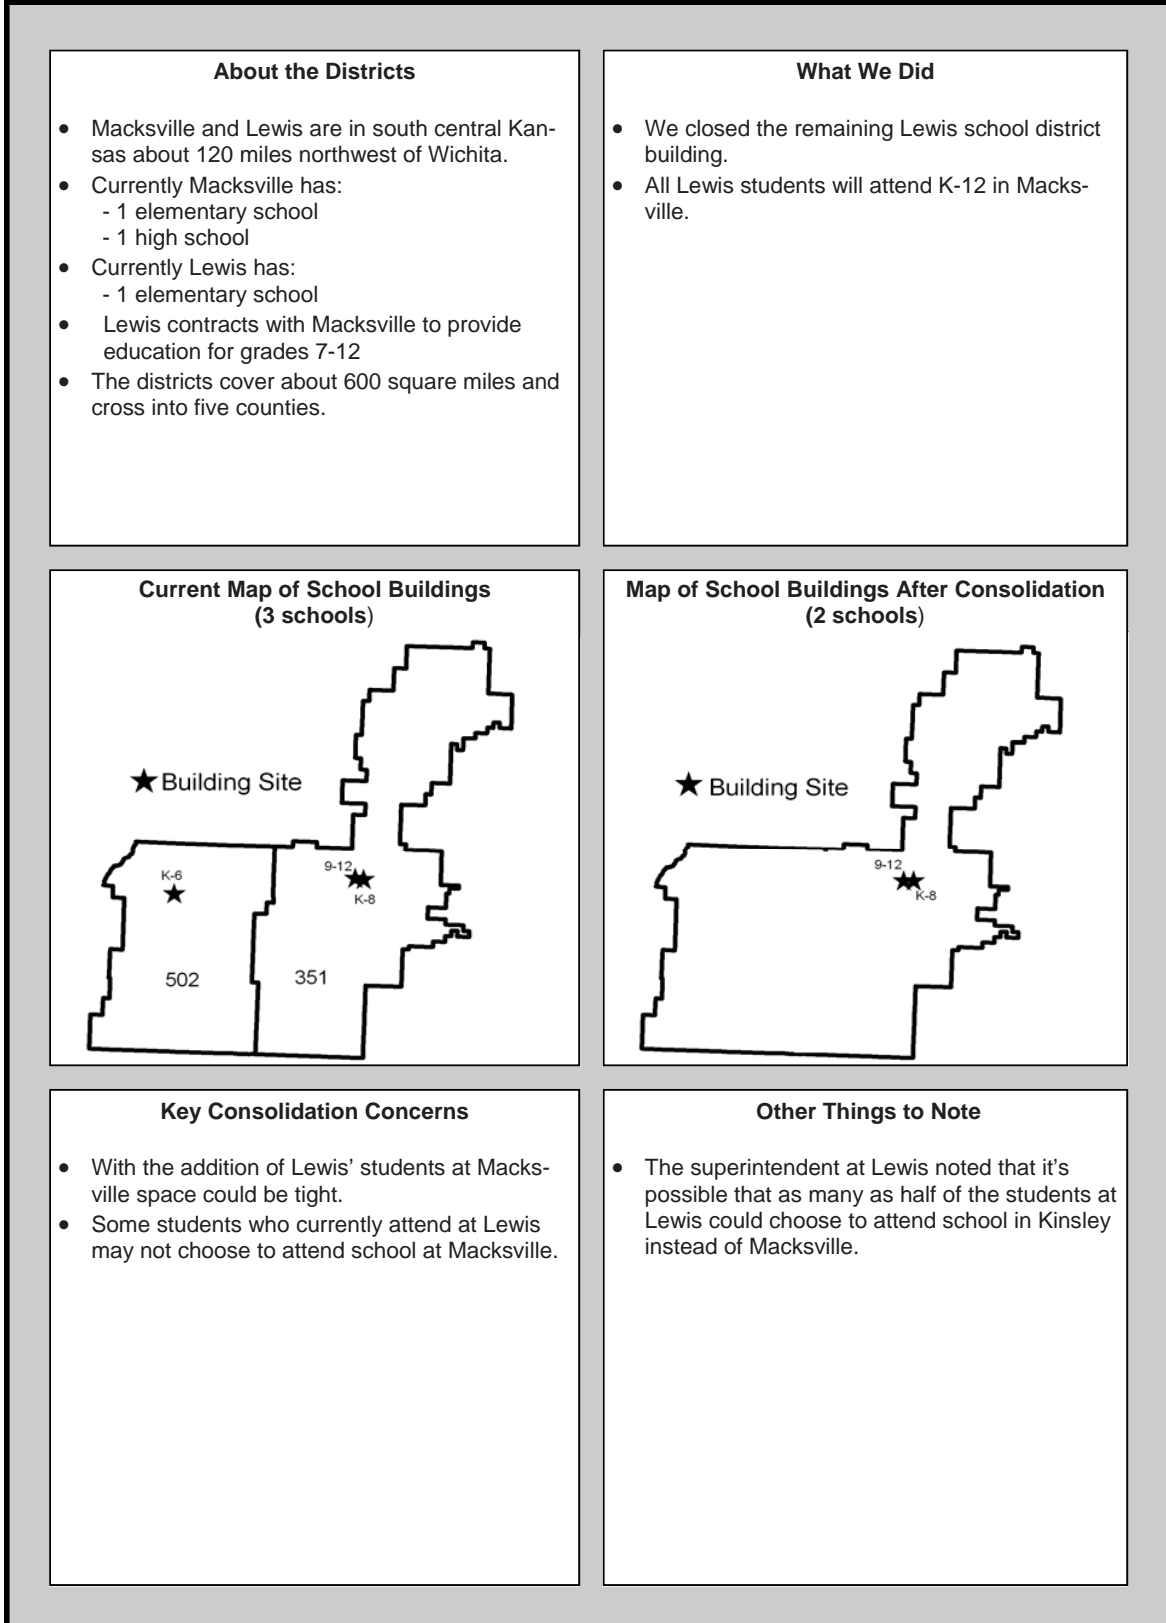 About the Districts
• Macksville and Lewis are in south central Kan-
sas about 120 miles northwest of Wichita.
• Currently Macksville has:
- 1 elementary school
- 1 high school
• Currently Lewis has:
- 1 elementary school
• Lewis contracts with Macksville to provide
education for grades 7-12
• The districts cover about 600 square miles and
cross into five counties.
What We Did
• We closed the remaining Lewis school district
building.
• All Lewis students will attend K-12 in Macks-
ville.
Current Map of School Buildings
(3 schools)
Building Site
K-6
9-12
K-8
502
351
Map of School Buildings After Consolidation
(2 schools)
Building Site
9-12
K-8
Key Consolidation Concerns
• With the addition of Lewis’ students at Macks-
ville space could be tight.
• Some students who currently attend at Lewis
may not choose to attend school at Macksville.
Other Things to Note
• The superintendent at Lewis noted that it’s
possible that as many as half of the students at
Lewis could choose to attend school in Kinsley
instead of Macksville.